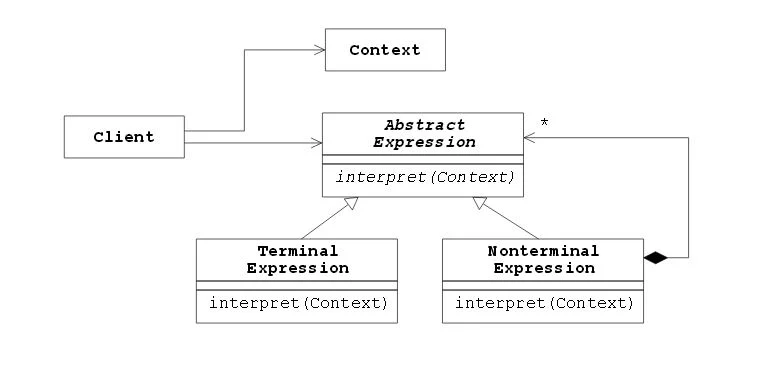 Context
Client
Abstract
Expression
*
interpret(Context)
Terminal
Expression
interpret(Context)
Nonterminal
Expression
interpret(Context)